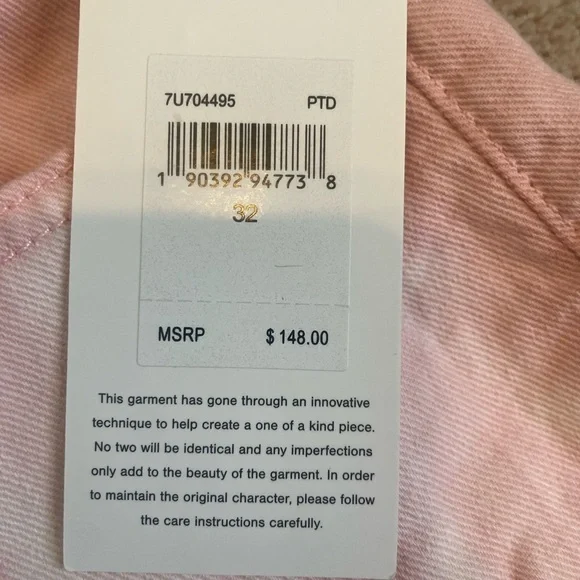 7U704495 PTD
1 90392 94773 8
32
MSRP $ 148.00
This garment has gone through an innovative
technique to help create a one of a kind piece.
No two will be identical and any imperfections
only add to the beauty of the garment. In order
to maintain the original character, please follow
the care instructions carefully.